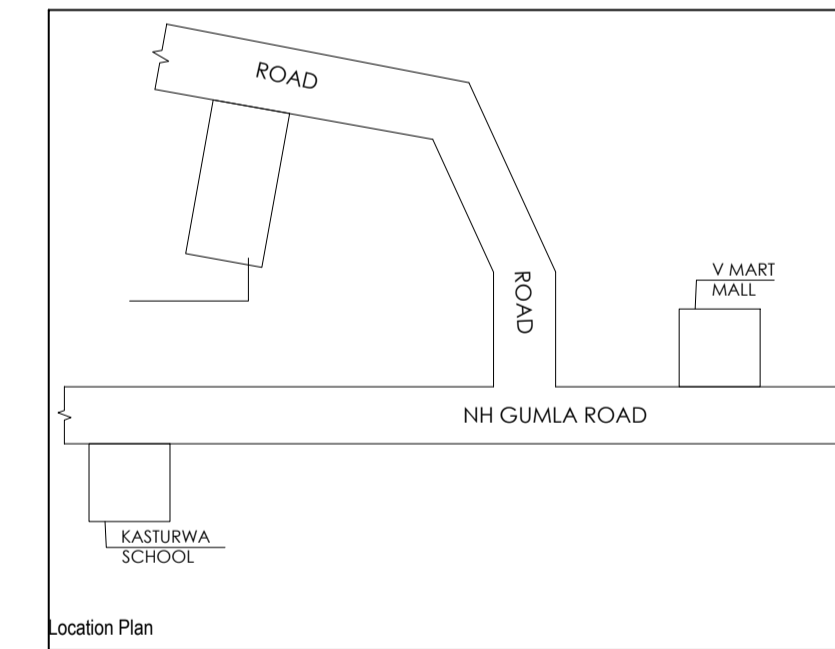 ROAD
ROAD
V MART
MALL
NH GUMLA ROAD
KASTURWA
SCHOOL
Location Plan